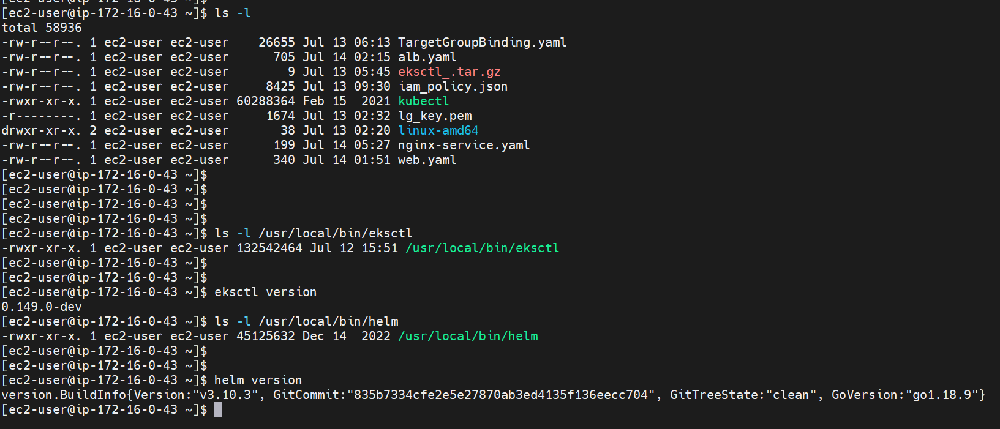 [ec2-user@ip-172-16-0-43 ~]$
[ec2-user@ip-172-16-0-43 ~]$ ls -l
total 58936
-rw-r--r--. 1 ec2-user ec2-user    26655 Jul 13 06:13 TargetGroupBinding.yaml
-rw-r--r--. 1 ec2-user ec2-user      705 Jul 14 02:15 alb.yaml
-rw-r--r--. 1 ec2-user ec2-user        9 Jul 13 05:45 eksctl_.tar.gz
-rw-r--r--. 1 ec2-user ec2-user     8425 Jul 13 09:30 iam_policy.json
-rwxr-xr-x. 1 ec2-user ec2-user 60288364 Feb 15  2021 kubectl
-r--------. 1 ec2-user ec2-user     1674 Jul 13 02:32 lg_key.pem
drwxr-xr-x. 2 ec2-user ec2-user       38 Jul 13 02:20 linux-amd64
-rw-r--r--. 1 ec2-user ec2-user      199 Jul 14 05:27 nginx-service.yaml
-rw-r--r--. 1 ec2-user ec2-user      340 Jul 14 01:51 web.yaml
[ec2-user@ip-172-16-0-43 ~]$
[ec2-user@ip-172-16-0-43 ~]$
[ec2-user@ip-172-16-0-43 ~]$
[ec2-user@ip-172-16-0-43 ~]$
[ec2-user@ip-172-16-0-43 ~]$ ls -l /usr/local/bin/eksctl
-rwxr-xr-x. 1 ec2-user ec2-user 132542464 Jul 12 15:51 /usr/local/bin/eksctl
[ec2-user@ip-172-16-0-43 ~]$
[ec2-user@ip-172-16-0-43 ~]$
[ec2-user@ip-172-16-0-43 ~]$ eksctl version
0.149.0-dev
[ec2-user@ip-172-16-0-43 ~]$ ls -l /usr/local/bin/helm
-rwxr-xr-x. 1 ec2-user ec2-user 45125632 Dec 14  2022 /usr/local/bin/helm
[ec2-user@ip-172-16-0-43 ~]$
[ec2-user@ip-172-16-0-43 ~]$
[ec2-user@ip-172-16-0-43 ~]$ helm version
version.BuildInfo{Version:"v3.10.3", GitCommit:"835b7334cfe2e5e27870ab3ed4135f136eecc704", GitTreeState:"clean", GoVersion:"go1.18.9"}
[ec2-user@ip-172-16-0-43 ~]$